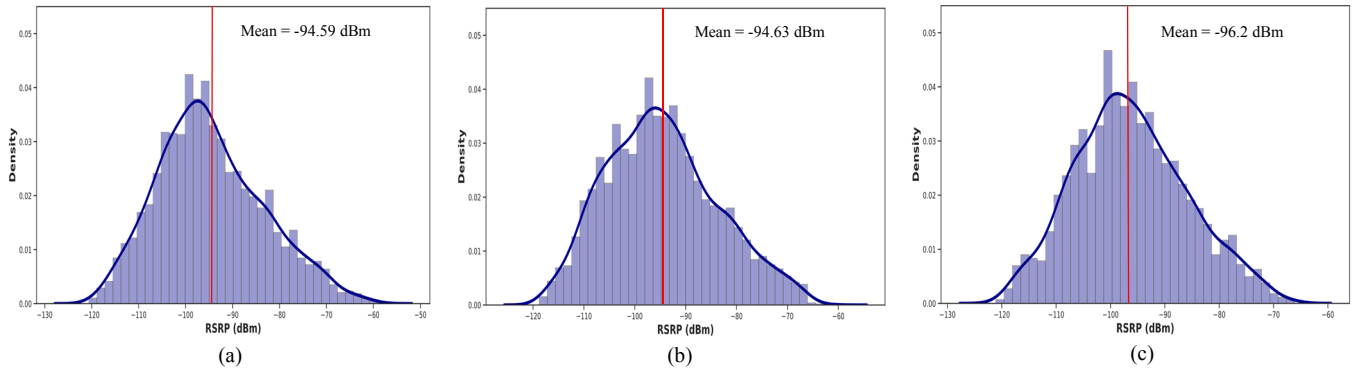 Mean = -94.59 dBm
0.05
0.04
0.03
0.02
0.01
0.00
Density
−130 −120 −110 −100 −90 −80 −70 −60 −50
RSRP (dBm)
(a)
Mean = -94.63 dBm
0.05
0.04
0.03
0.02
0.01
0.00
Density
−120 −110 −100 −90 −80 −70 −60
RSRP (dBm)
(b)
Mean = -96.2 dBm
0.05
0.04
0.03
0.02
0.01
0.00
Density
−130 −120 −110 −100 −90 −80 −70 −60
RSRP (dBm)
(c)